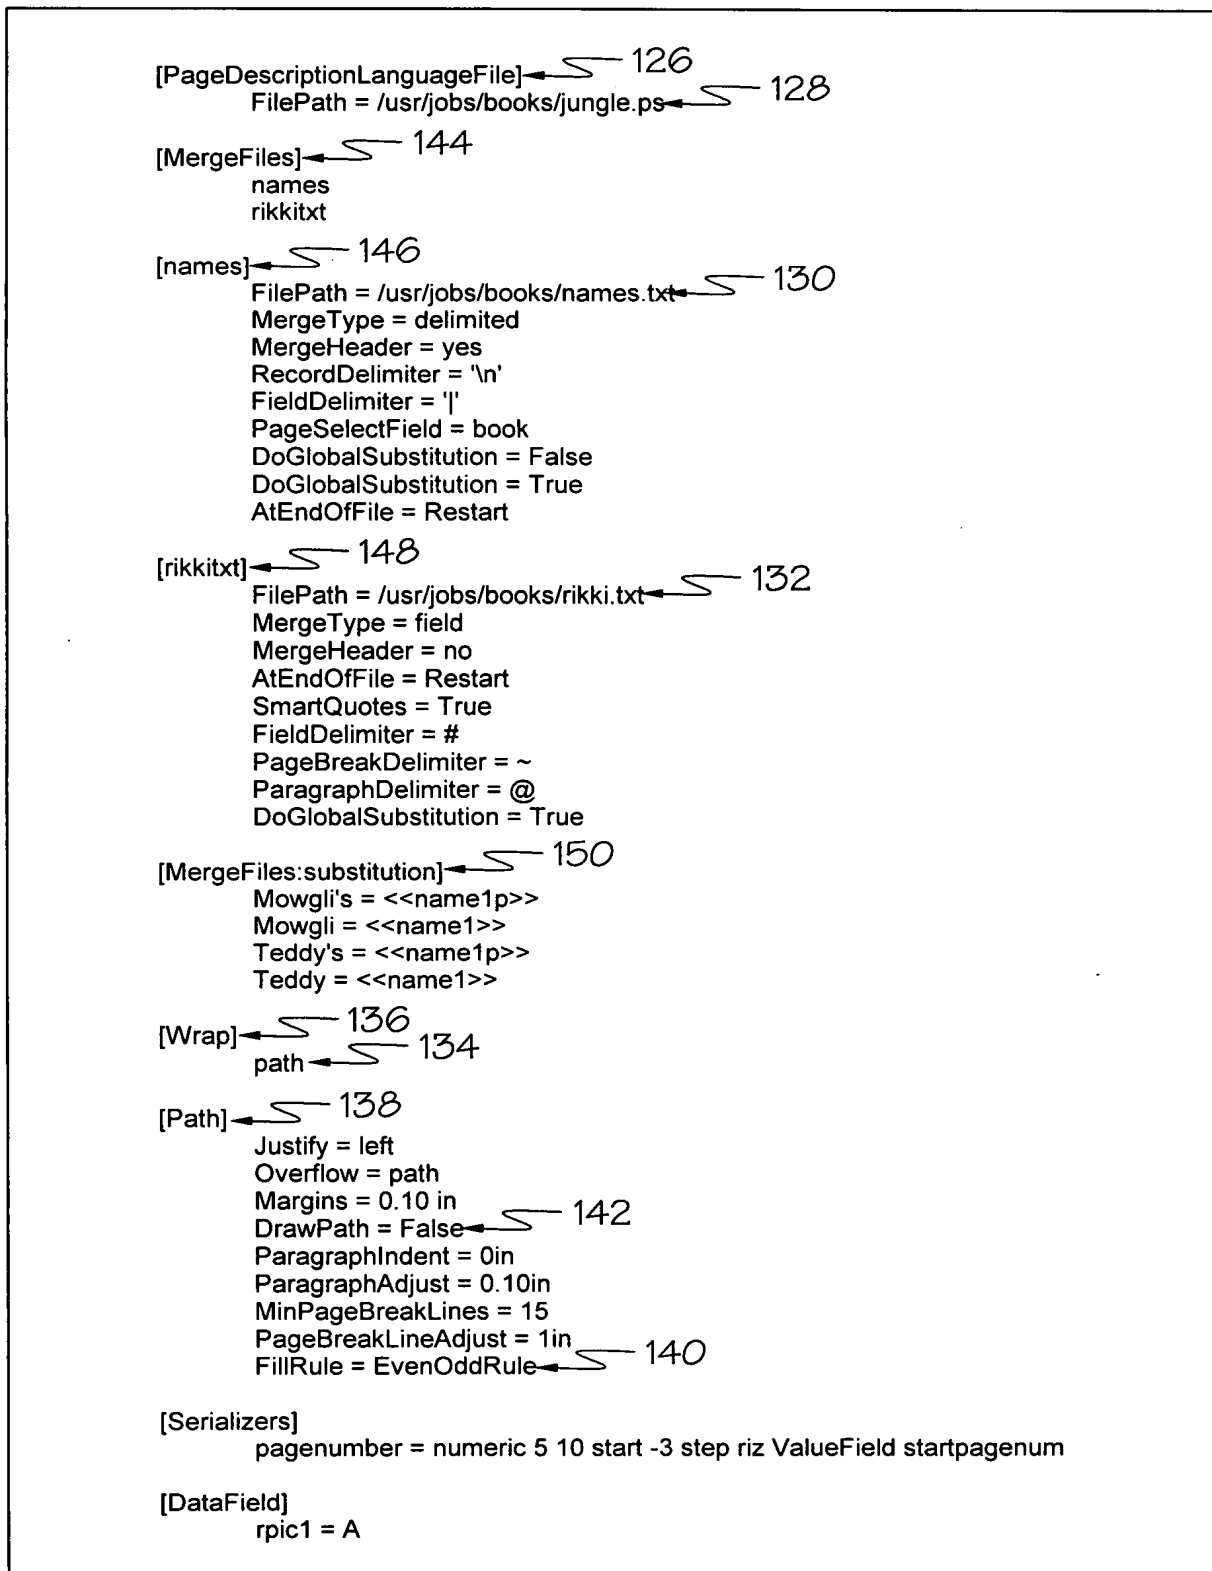 [PageDescriptionLanguageFile] 126
FilePath = /usr/jobs/books/jungle.ps 128
[MergeFiles] 144
names
rikkitxt
[names] 146
FilePath = /usr/jobs/books/names.txt 130
MergeType = delimited
MergeHeader = yes
RecordDelimiter = '\n'
FieldDelimiter = '|'
PageSelectField = book
DoGlobalSubstitution = False
DoGlobalSubstitution = True
AtEndOfFile = Restart
[rikkitxt] 148
FilePath = /usr/jobs/books/rikki.txt 132
MergeType = field
MergeHeader = no
AtEndOfFile = Restart
SmartQuotes = True
FieldDelimiter = #
PageBreakDelimiter = ~
ParagraphDelimiter = @
DoGlobalSubstitution = True
[MergeFiles:substitution] 150
Mowgli's = <<name1p>>
Mowgli = <<name1>>
Teddy's = <<name1p>>
Teddy = <<name1>>
[Wrap] 136
path 134
[Path] 138
Justify = left
Overflow = path
Margins = 0.10 in
DrawPath = False 142
ParagraphIndent = 0in
ParagraphAdjust = 0.10in
MinPageBreakLines = 15
PageBreakLineAdjust = 1in
FillRule = EvenOddRule 140
[Serializers]
pagenumber = numeric 5 10 start -3 step riz ValueField startpagenum
[DataField]
rpic1 = A